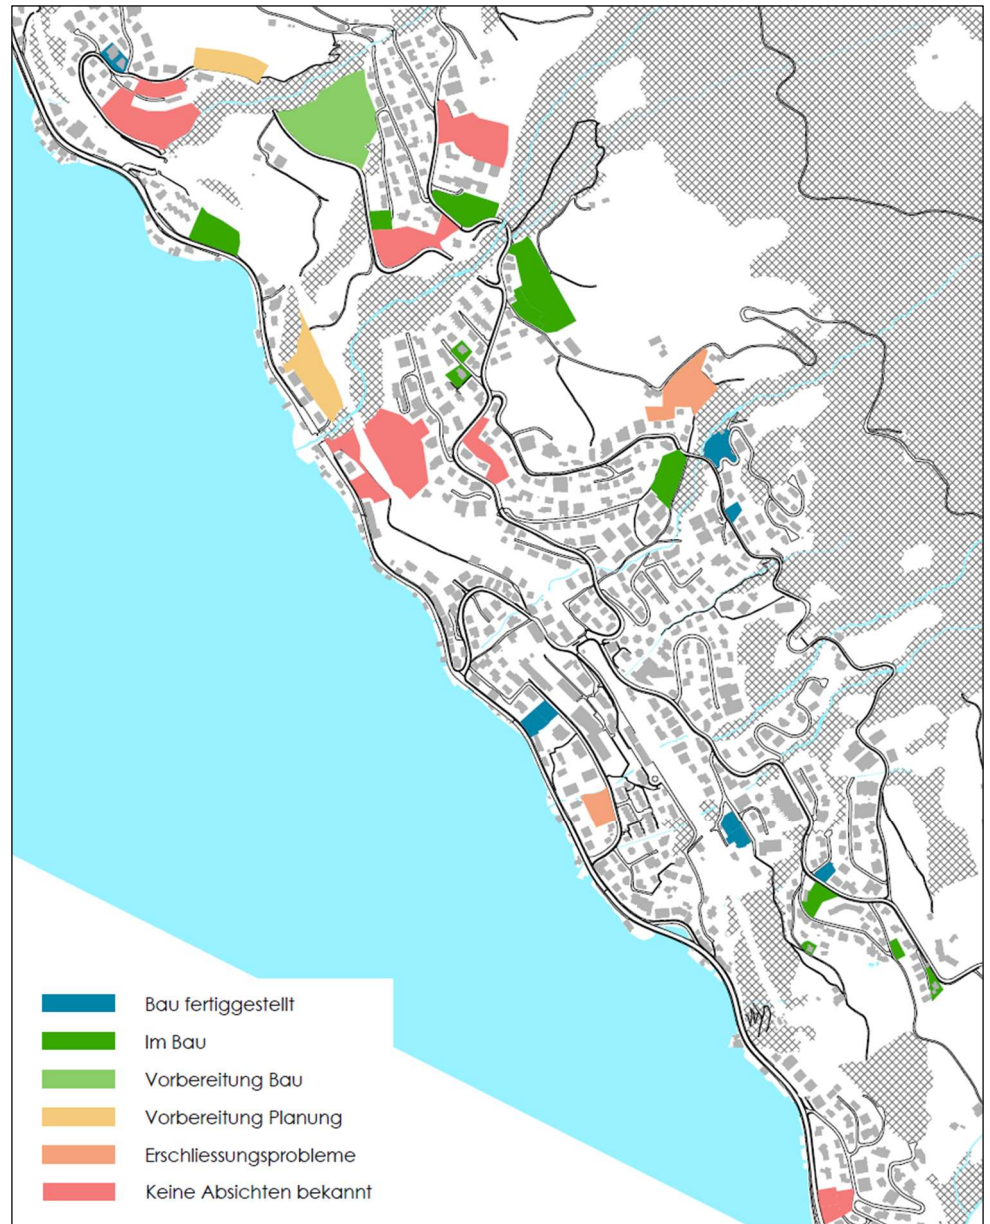 Bau fertiggestellt
Im Bau
Vorbereitung Bau
Vorbereitung Planung
Erschliessungsprobleme
Keine Absichten bekannt